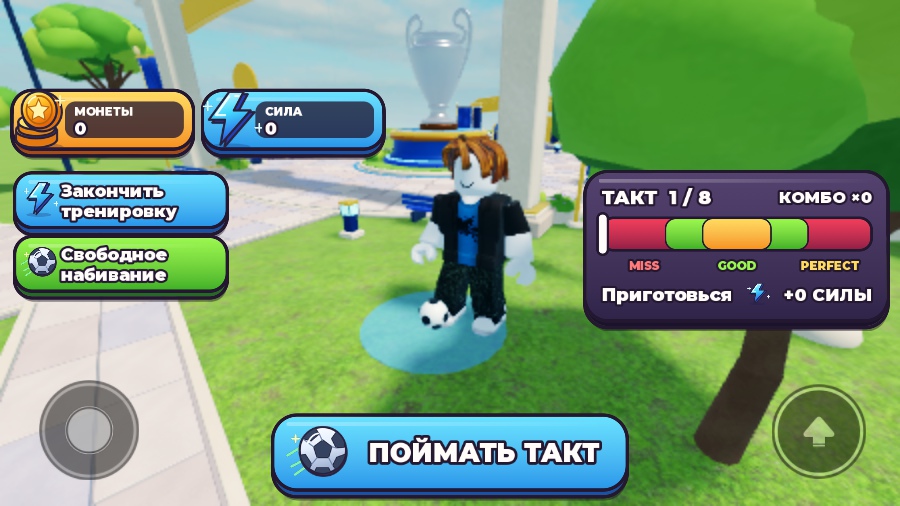 МОНЕТЫ
0
СИЛА
+0
Закончить
тренировку
Свободное
набивание
ТАКТ 1 / 8
КОМБО ×0
MISS
GOOD
PERFECT
Приготовься
+0 СИЛЫ
ПОЙМАТЬ ТАКТ